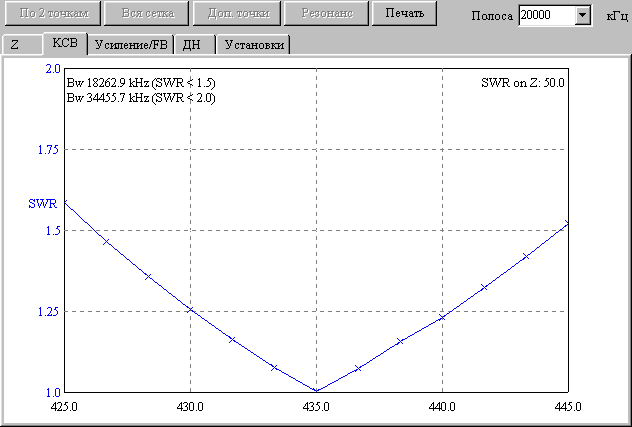 По 2 точкам Вся сетка Доп. точки Резонанс Печать Полоса 20000 кГц
Z КСВ Усиление/FB ДН Установки
2.0
Bw 18262.9 kHz (SWR < 1.5) SWR on Z: 50.0
Bw 34455.7 kHz (SWR < 2.0)
1.75
SWR
1.5
1.25
1.0
425.0 430.0 435.0 440.0 445.0